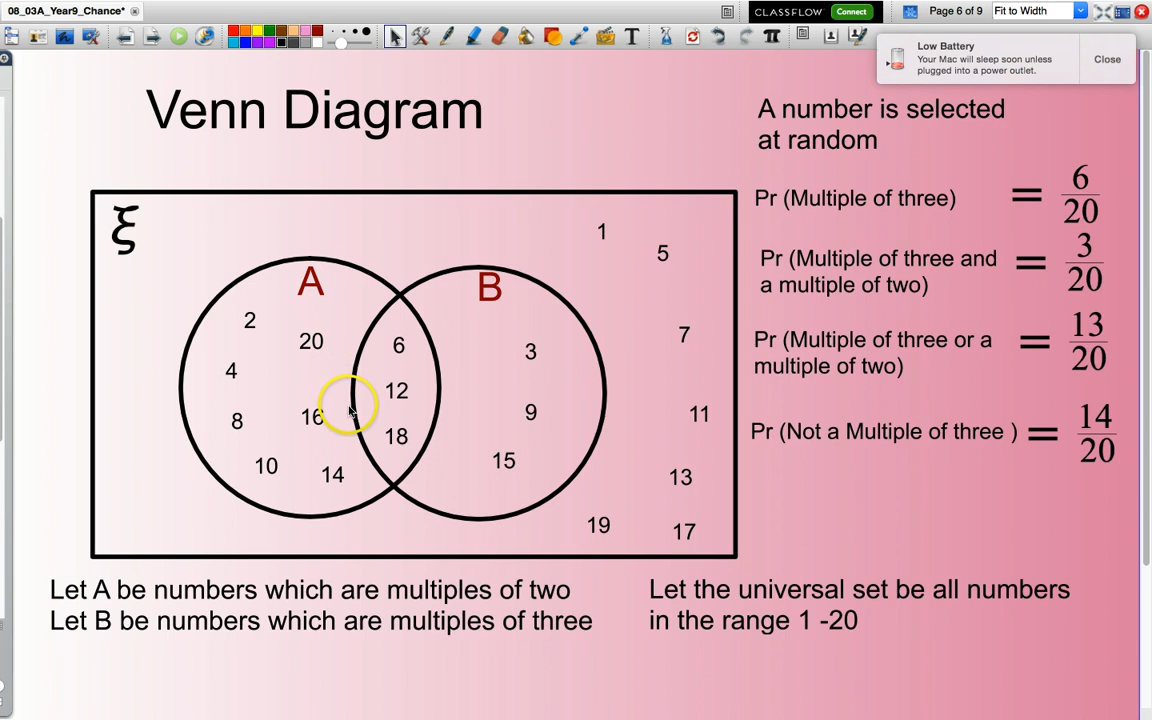 08_03A_Year9_Chance*
CLASSFLOW Connect
Page 6 of 9
Fit to Width
T
π
Low Battery
Your Mac will sleep soon unless
plugged into a power outlet.
Close
Venn Diagram
A number is selected
at random
ξ
A
B
1
5
2
20
6
3
7
4
12
8
16
18
9
11
10
14
15
13
19
17
Pr (Multiple of three) = 6/20
Pr (Multiple of three and
a multiple of two) = 3/20
Pr (Multiple of three or a
multiple of two) = 13/20
Pr (Not a Multiple of three ) = 14/20
Let A be numbers which are multiples of two
Let B be numbers which are multiples of three
Let the universal set be all numbers
in the range 1 -20